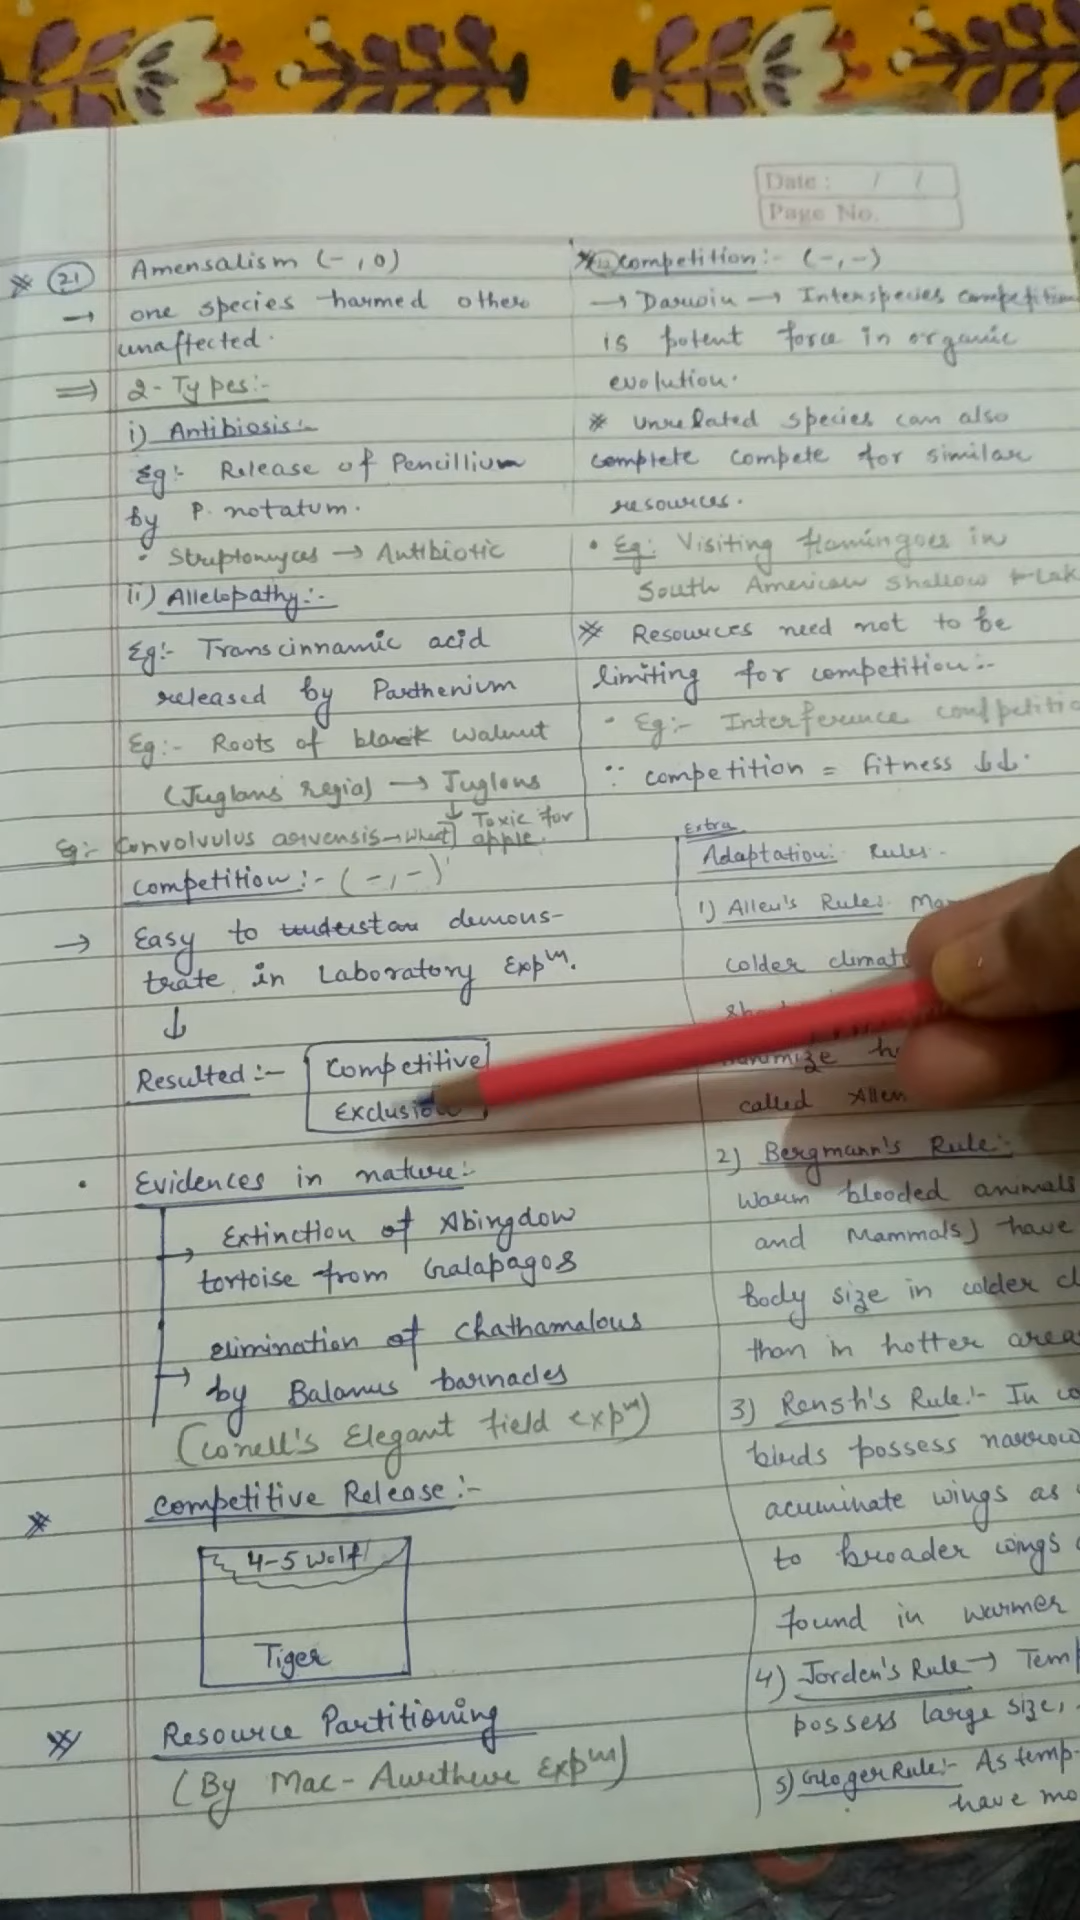 Date : / /
Page No.
* 21 Amensalism (-, 0)
→ one species harmed other
unaffected.
⇒ 2-Types:-
i) Antibiosis:-
Eg:- Release of Pencillium
by P. notatum.
• Streptomyces → Antibiotic
ii) Allelopathy:-
Eg:- Transcinnamic acid
released by Parthenium
Eg:- Roots of black walnut
(Juglans regia) → Juglons
↓ Toxic for
apple.
Eg:- Convolvulus arvensis → wheat
* competition:- (-,-)
→ Darwin → Interspecies competition
is potent force in organic
evolution.
* unrelated species can also
complete compete for similar
resources.
• Eg: Visiting flamingoes in
South American shallow Lak
* Resources need not to be
limiting for competition:-
• Eg:- Interference competitio
∵ competition = fitness ↓↓.
competition:- (-,-)
→ Easy to understan demons-
trate in Laboratory Expm.
↓
Resulted:- Competitive
Exclusion
• Evidences in nature:-
→ Extinction of Abingdow
tortoise from Galapagos
elimination of Chathamalous
→ by Balanus barnacles
(Conell's Elegant field expm)
* Competitive Release:-
4-5 wolf
Tiger
* Resource Partitioning
(By Mac-Aurthure Expm)
Extra
Adaptation: Rules:-
1) Allen's Rules
colder climat
called Allen
2) Bergmann's Rule:-
warm blooded animals
and Mammals) have
Body size in colder cl
than in hotter area
3) Rensh's Rule:- In co
birds possess narrow
acuminate wings as
to broader wings
found in warmer
4) Jorden's Rule → Temp
possess large size,
5) Gloger Rule:- As temp-
have mo